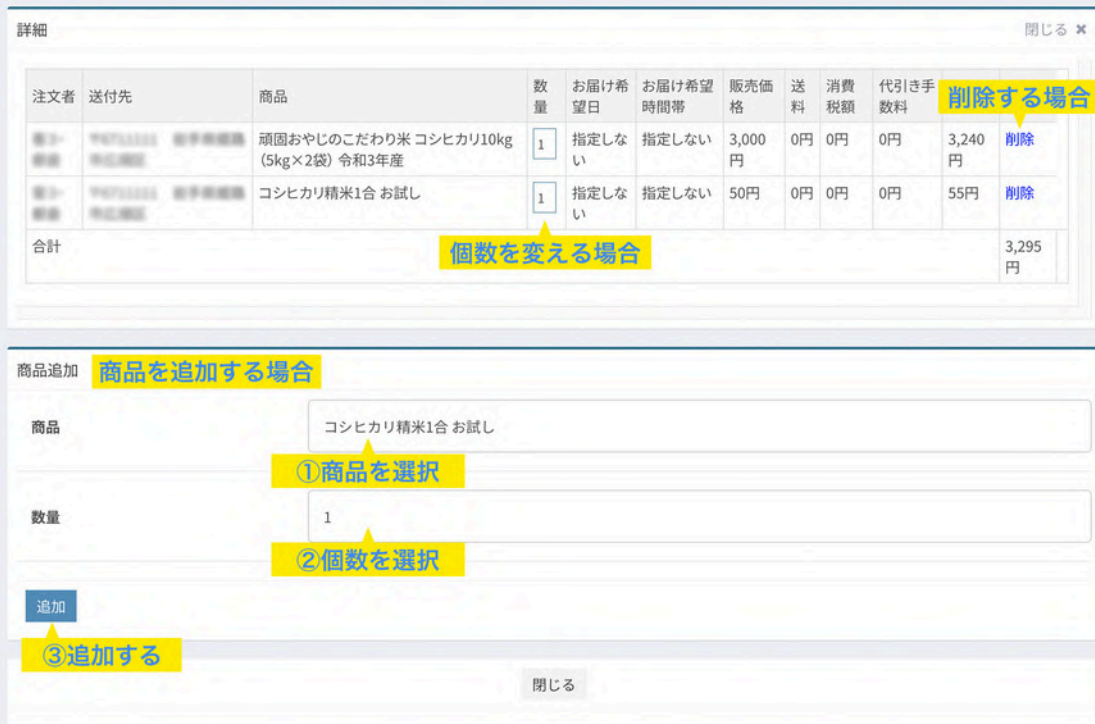 詳細
閉じる ✖
注文者 送付先 商品 数量 お届け希望日 お届け希望時間帯 販売価格 送料 消費税額 代引き手数料
削除する場合
頑固おやじのこだわり米 コシヒカリ10kg（5kg×2袋） 令和3年産 1 指定しない 指定しない 3,000円 0円 0円 0円 3,240円 削除
コシヒカリ精米1合 お試し 1 指定しない 指定しない 50円 0円 0円 0円 55円 削除
個数を変える場合
合計 3,295円
商品追加 商品を追加する場合
商品 コシヒカリ精米1合 お試し
①商品を選択
数量 1
②個数を選択
追加
③追加する
閉じる